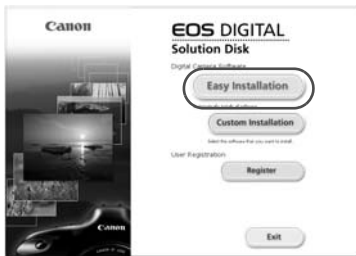 Canon
EOS DIGITAL
Solution Disk
Digital Camera Software
Easy Installation
Custom Installation
Select the software that you want to install.
User Registration
Register
Canon
Exit